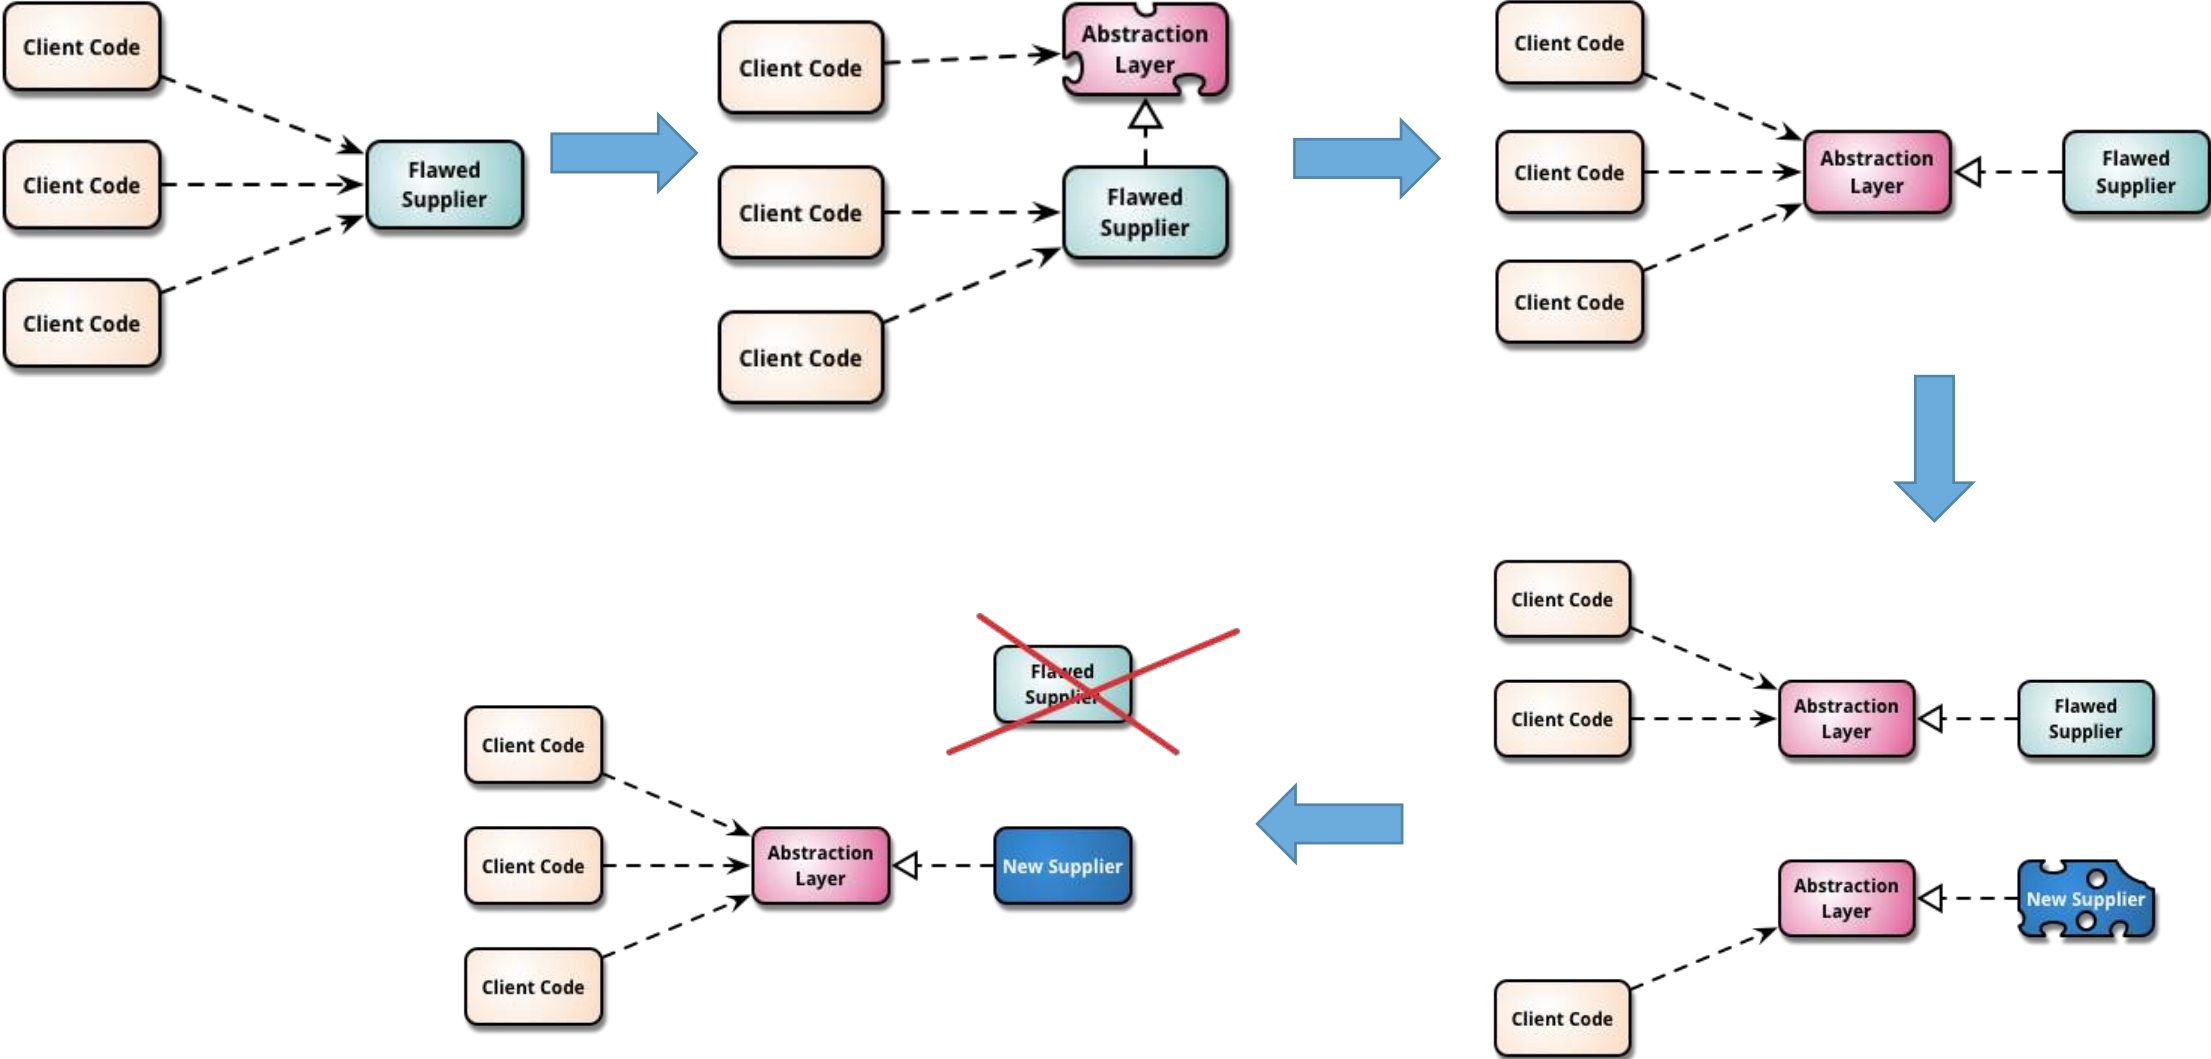 Client Code
Client Code
Client Code
Flawed
Supplier
Client Code
Client Code
Client Code
Abstraction
Layer
Flawed
Supplier
Client Code
Client Code
Client Code
Abstraction
Layer
Flawed
Supplier
Client Code
Client Code
Abstraction
Layer
Flawed
Supplier
Abstraction
Layer
New Supplier
Client Code
Flawed
Supplier
Client Code
Client Code
Client Code
Abstraction
Layer
New Supplier